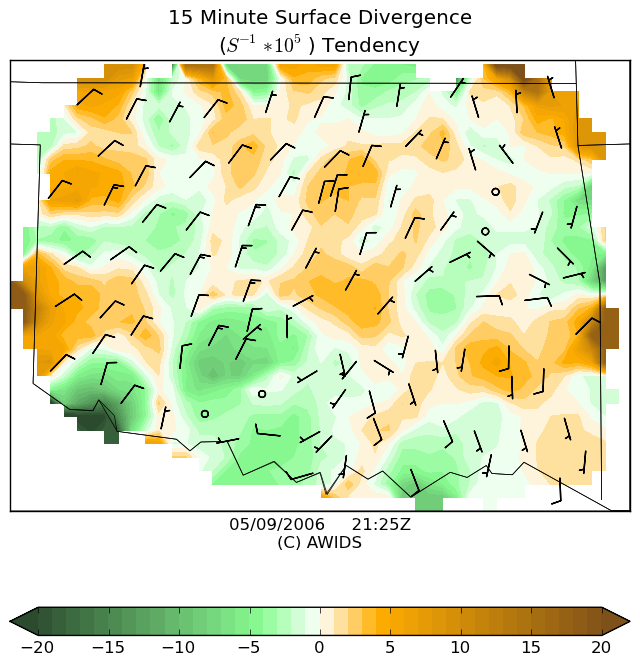 15 Minute Surface Divergence
(S⁻¹ * 10⁵ ) Tendency
05/09/2006 21:25Z
(C) AWIDS
−20 −15 −10 −5 0 5 10 15 20